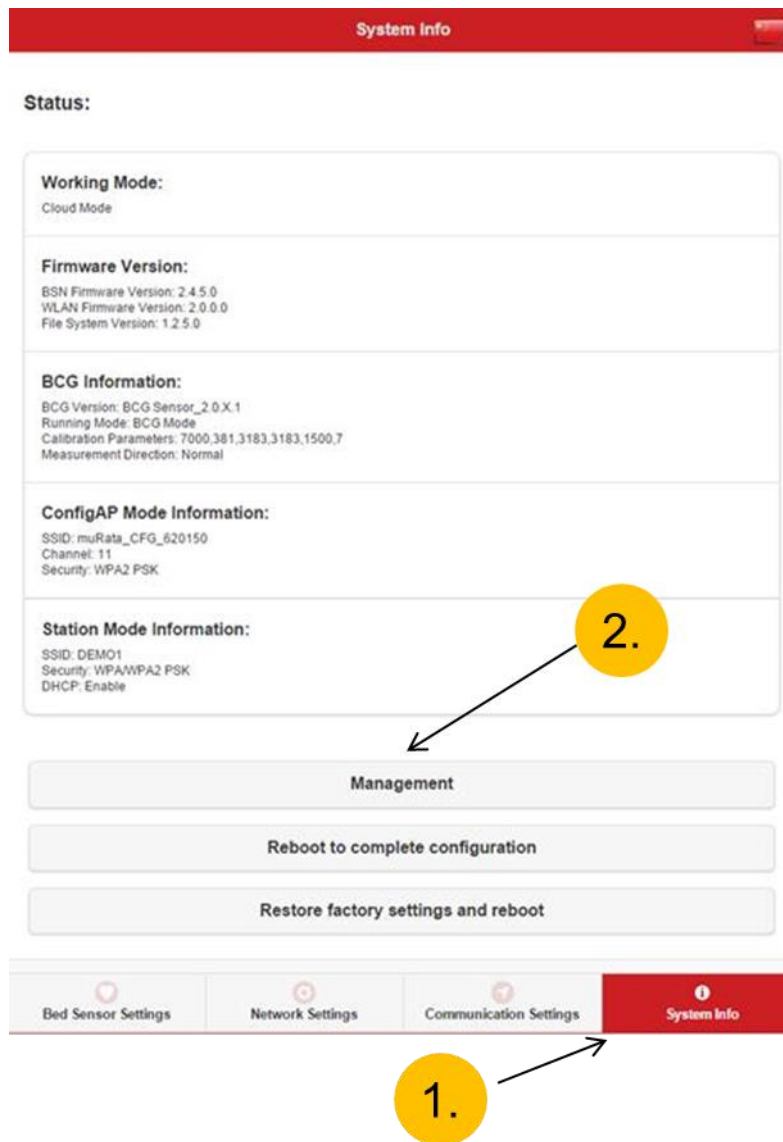 System Info
Status:
Working Mode:
Cloud Mode
Firmware Version:
BSN Firmware Version: 2.4.5.0
WLAN Firmware Version: 2.0.0.0
File System Version: 1.2.5.0
BCG Information:
BCG Version: BCG Sensor_2.0.X.1
Running Mode: BCG Mode
Calibration Parameters: 7000,381,3183,3183,1500,7
Measurement Direction: Normal
ConfigAP Mode Information:
SSID: muRata_CFG_620150
Channel: 11
Security: WPA2 PSK
Station Mode Information:
SSID: DEMO1
Security: WPA/WPA2 PSK
DHCP: Enable
2.
Management
Reboot to complete configuration
Restore factory settings and reboot
Bed Sensor Settings
Network Settings
Communication Settings
System Info
1.